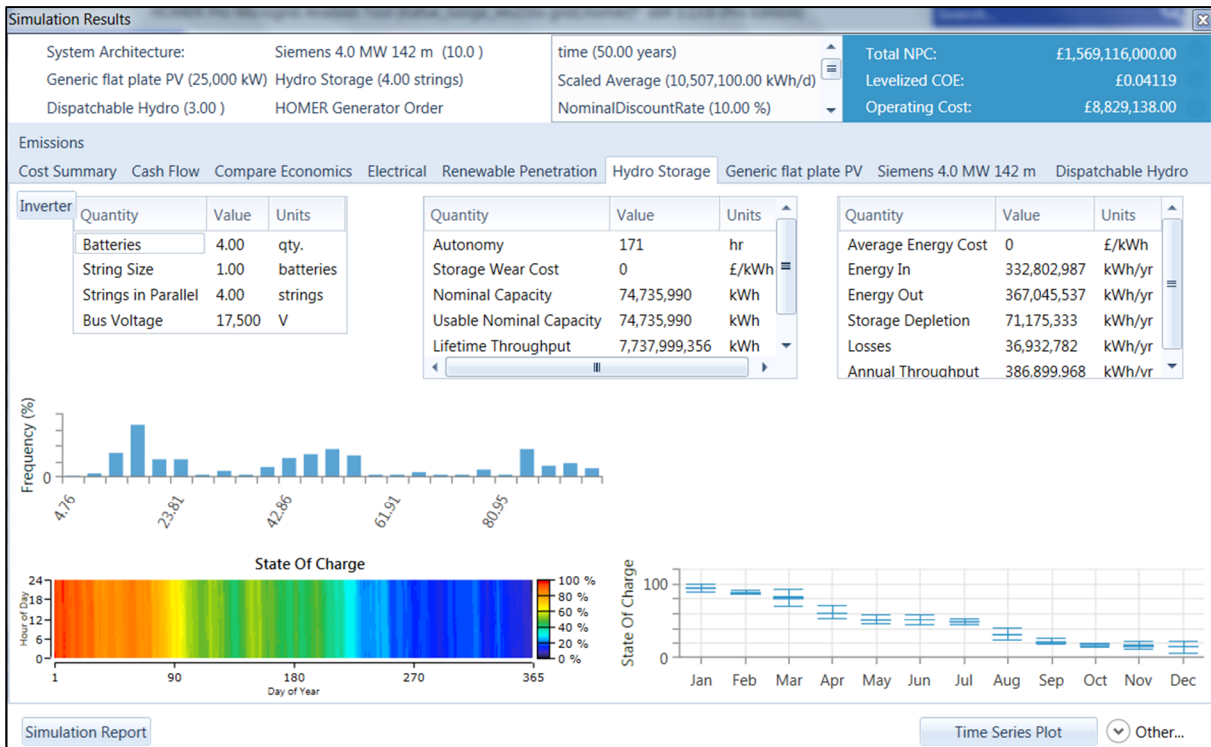 Simulation Results
System Architecture: Siemens 4.0 MW 142 m (10.0 )
Generic flat plate PV (25,000 kW) Hydro Storage (4.00 strings)
Dispatchable Hydro (3.00 ) HOMER Generator Order
time (50.00 years)
Scaled Average (10,507,100.00 kWh/d)
NominalDiscountRate (10.00 %)
Total NPC: £1,569,116,000.00
Levelized COE: £0.04119
Operating Cost: £8,829,138.00
Emissions
Cost Summary Cash Flow Compare Economics Electrical Renewable Penetration Hydro Storage Generic flat plate PV Siemens 4.0 MW 142 m Dispatchable Hydro
Inverter
Quantity Value Units
Batteries 4.00 qty.
String Size 1.00 batteries
Strings in Parallel 4.00 strings
Bus Voltage 17,500 V
Quantity Value Units
Autonomy 171 hr
Storage Wear Cost 0 £/kWh
Nominal Capacity 74,735,990 kWh
Usable Nominal Capacity 74,735,990 kWh
Lifetime Throughput 7,737,999,356 kWh
Quantity Value Units
Average Energy Cost 0 £/kWh
Energy In 332,802,987 kWh/yr
Energy Out 367,045,537 kWh/yr
Storage Depletion 71,175,333 kWh/yr
Losses 36,932,782 kWh/yr
Annual Throughput 386,899,968 kWh/yr
Frequency (%)
0
4.76 23.81 42.86 61.91 80.95
State Of Charge
Hour of Day
24
18
12
6
0
1 90 180 270 365
Day of Year
100 %
80 %
60 %
40 %
20 %
0 %
State Of Charge
100
0
Jan Feb Mar Apr May Jun Jul Aug Sep Oct Nov Dec
Simulation Report
Time Series Plot Other...